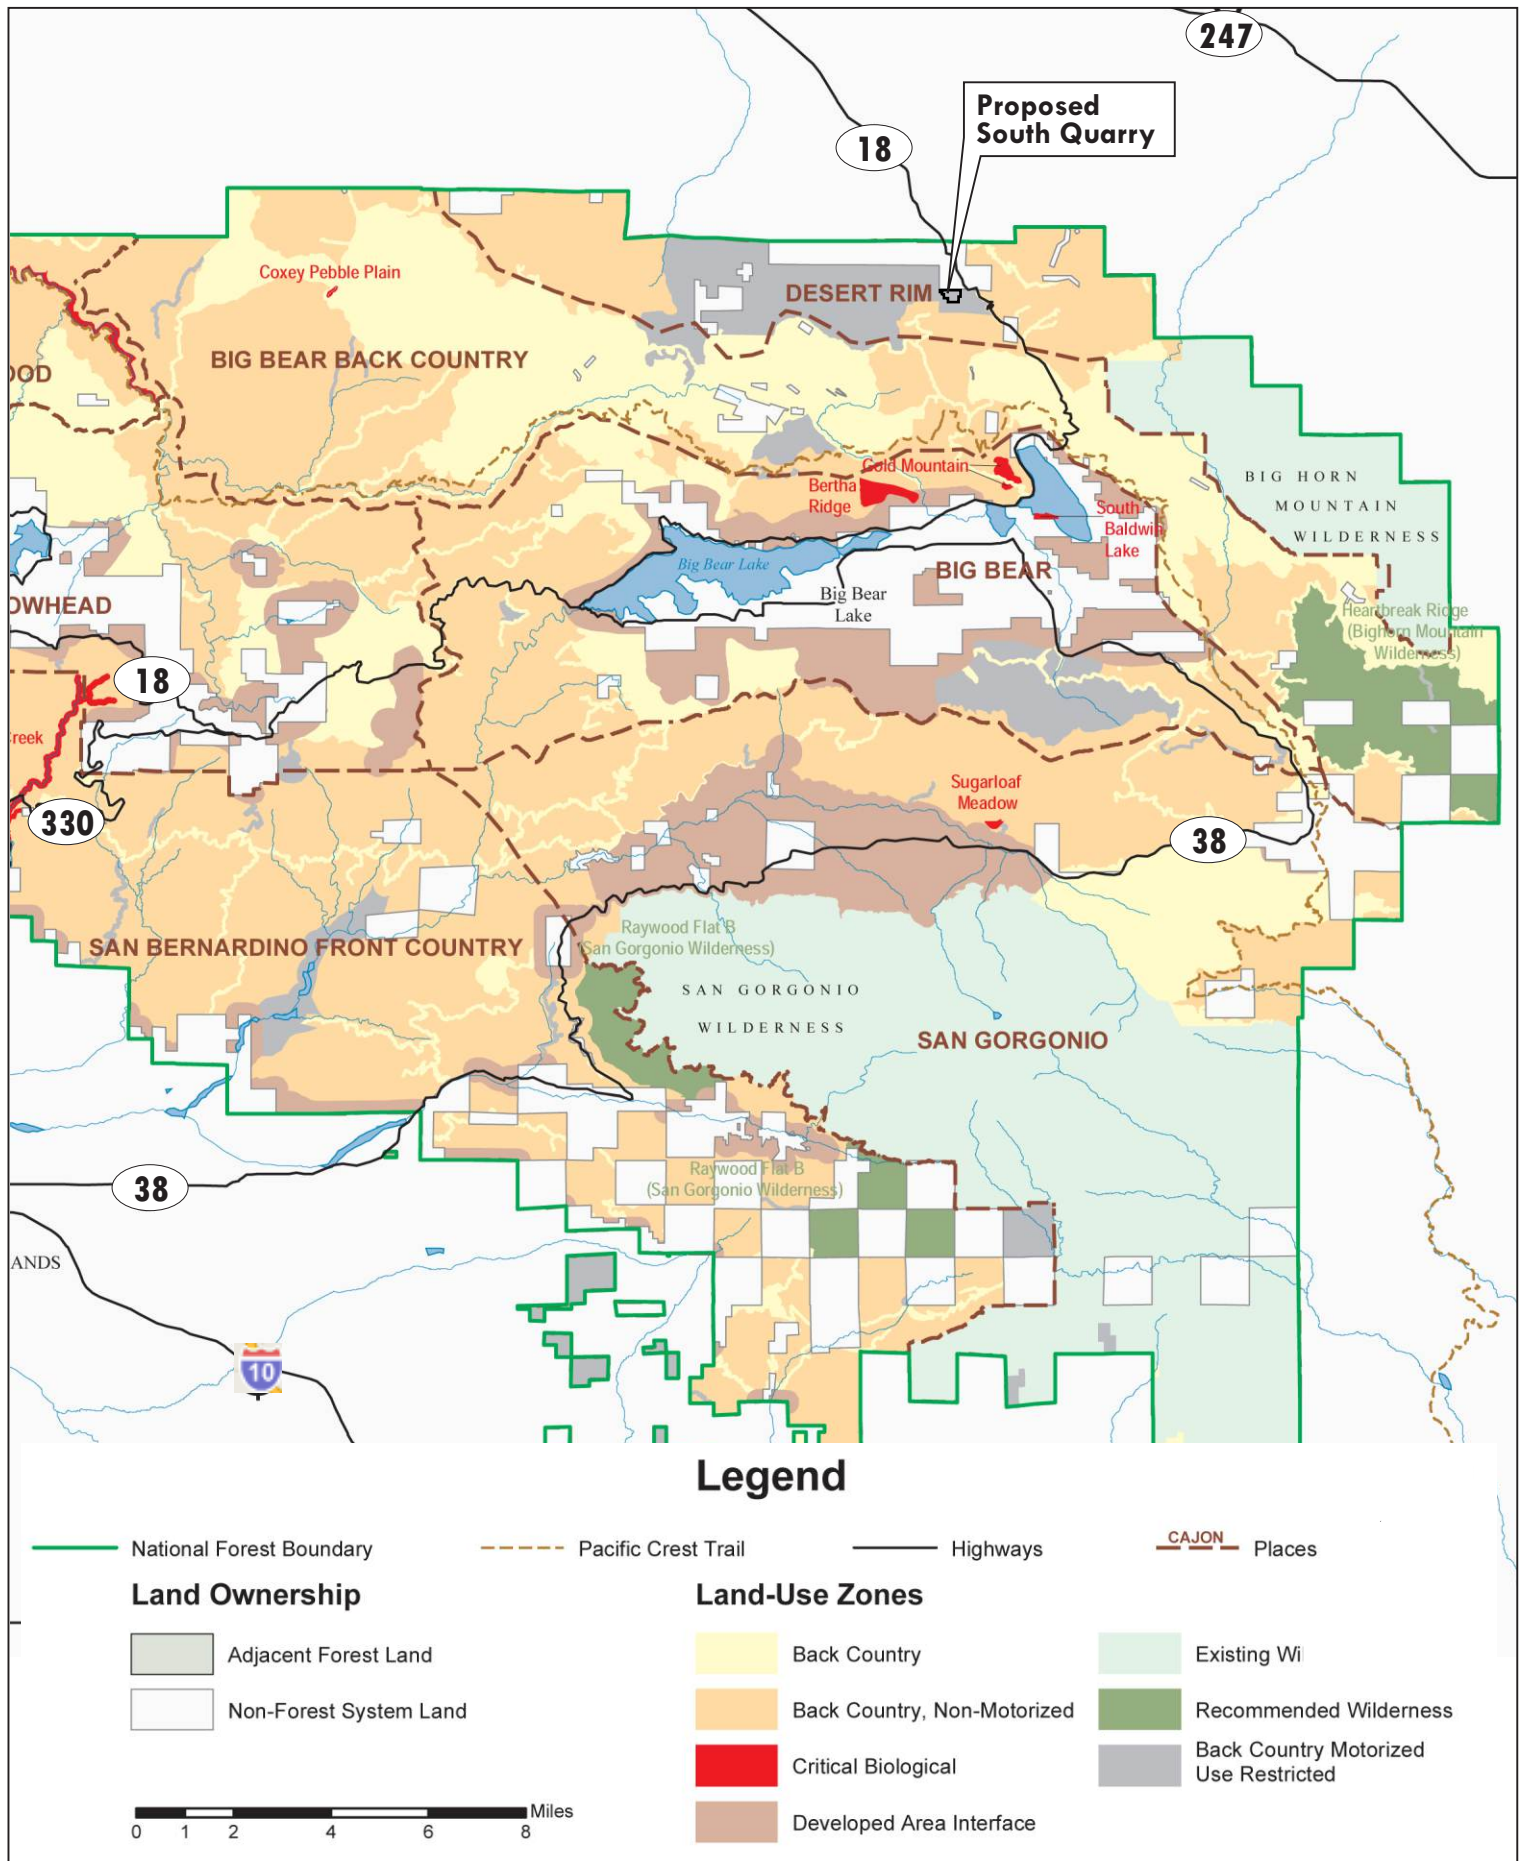 247
Proposed
South Quarry
18
Coxey Pebble Plain
DESERT RIM
BIG BEAR BACK COUNTRY
OOD
Gold Mountain
Bertha
Ridge
South
Baldwin
Lake
BIG HORN
MOUNTAIN
WILDERNESS
Big Bear Lake
BIG BEAR
Big Bear
Lake
OWHEAD
Heartbreak Ridge
(Bighorn Mountain
Wilderness)
18
reek
330
Sugarloaf
Meadow
38
SAN BERNARDINO FRONT COUNTRY
Raywood Flat B
(San Gorgonio Wilderness)
SAN GORGONIO
WILDERNESS
SAN GORGONIO
38
Raywood Flat B
(San Gorgonio Wilderness)
ANDS
10
Legend
National Forest Boundary
Pacific Crest Trail
Highways
CAJON
Places
Land Ownership
Adjacent Forest Land
Non-Forest System Land
Land-Use Zones
Back Country
Back Country, Non-Motorized
Critical Biological
Developed Area Interface
Existing Wi
Recommended Wilderness
Back Country Motorized
Use Restricted
Miles
0 1 2 4 6 8